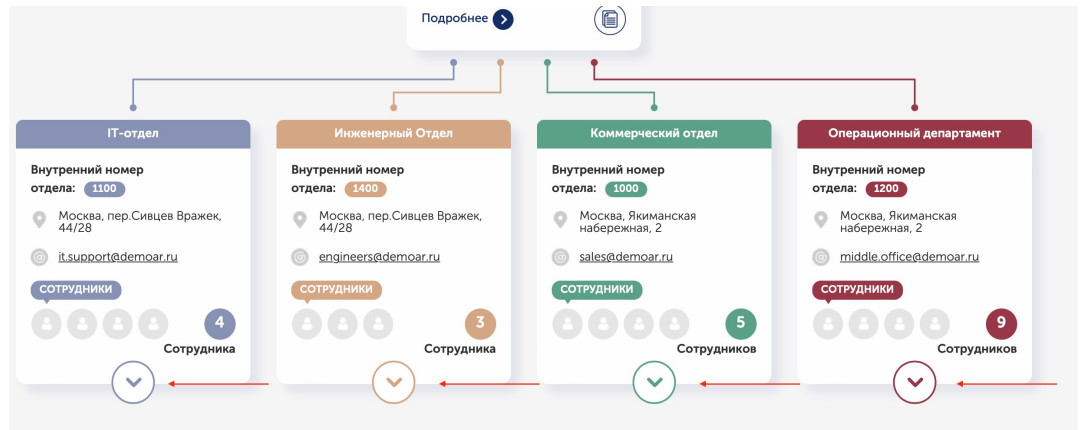 Подробнее
IT-отдел
Внутренний номер
отдела: 1100
Москва, пер.Сивцев Вражек,
44/28
it.support@demoar.ru
СОТРУДНИКИ
4
Сотрудника
Инженерный Отдел
Внутренний номер
отдела: 1400
Москва, пер.Сивцев Вражек,
44/28
engineers@demoar.ru
СОТРУДНИКИ
3
Сотрудника
Коммерческий отдел
Внутренний номер
отдела: 1000
Москва, Якиманская
набережная, 2
sales@demoar.ru
СОТРУДНИКИ
5
Сотрудников
Операционный департамент
Внутренний номер
отдела: 1200
Москва, Якиманская
набережная, 2
middle.office@demoar.ru
СОТРУДНИКИ
9
Сотрудников